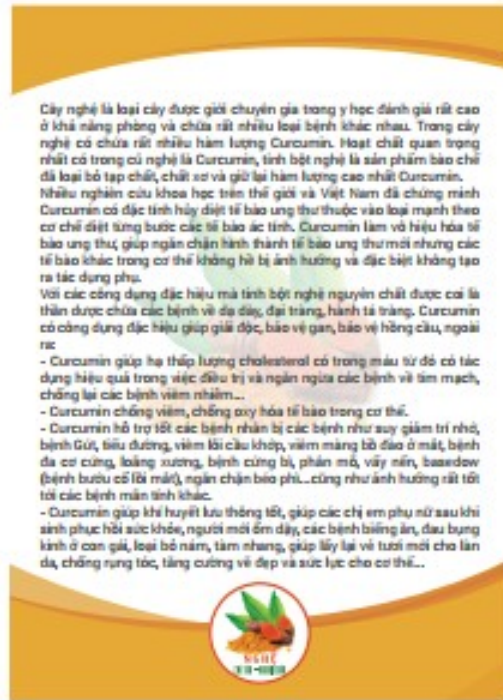 Cây nghệ là loại cây được giới chuyên gia trong y học đánh giá rất cao
ở khả năng phòng và chữa rất nhiều loại bệnh khác nhau. Trong cây
nghệ có chứa rất nhiều hàm lượng Curcumin. Hoạt chất quan trọng
nhất có trong củ nghệ là Curcumin, tinh bột nghệ là sản phẩm bào chế
đã loại bỏ tạp chất, chất xơ và giữ lại hàm lượng cao nhất Curcumin.
Nhiều nghiên cứu khoa học trên thế giới và Việt Nam đã chứng minh
Curcumin có đặc tính hủy diệt tế bào ung thư thuộc vào loại mạnh theo
cơ chế diệt từng bước các tế bào ác tính. Curcumin làm vô hiệu hóa tế
bào ung thư, giúp ngăn chặn hình thành tế bào ung thư mới nhưng các
tế bào khác trong cơ thể không hề bị ảnh hưởng và đặc biệt không tạo
ra tác dụng phụ.
Với các công dụng đặc hiệu mà tinh bột nghệ nguyên chất được coi là
thần dược chữa các bệnh về dạ dày, đại tràng, hành tá tràng. Curcumin
có công dụng đặc hiệu giúp giải độc, bảo vệ gan, bảo vệ hồng cầu, ngoài
ra:
- Curcumin giúp hạ thấp lượng cholesterol có trong máu từ đó có tác
dụng hiệu quả trong việc điều trị và ngăn ngừa các bệnh về tim mạch,
chống lại các bệnh viêm nhiễm...
- Curcumin chống viêm, chống oxy hóa tế bào trong cơ thể.
- Curcumin hỗ trợ tốt các bệnh nhân bị các bệnh như suy giảm trí nhớ,
bệnh Gút, tiểu đường, viêm lồi cầu khớp, viêm màng bồ đào ở mắt, bệnh
đa cơ cứng, loãng xương, bệnh cứng bì, phản mô, vẩy nến, basedow
(bệnh bướu cổ lồi mắt), ngăn chặn béo phì...cũng như ảnh hưởng rất tốt
tới các bệnh mãn tính khác.
- Curcumin giúp khí huyết lưu thông tốt, giúp các chị em phụ nữ sau khi
sinh phục hồi sức khỏe, người mới ốm dậy, các bệnh biếng ăn, đau bụng
kinh ở con gái, loại bỏ nám, tàn nhang, giúp lấy lại vẻ tươi mới cho làn
da, chống rụng tóc, tăng cường vẻ đẹp và sức lực cho cơ thể...
NGHỆ